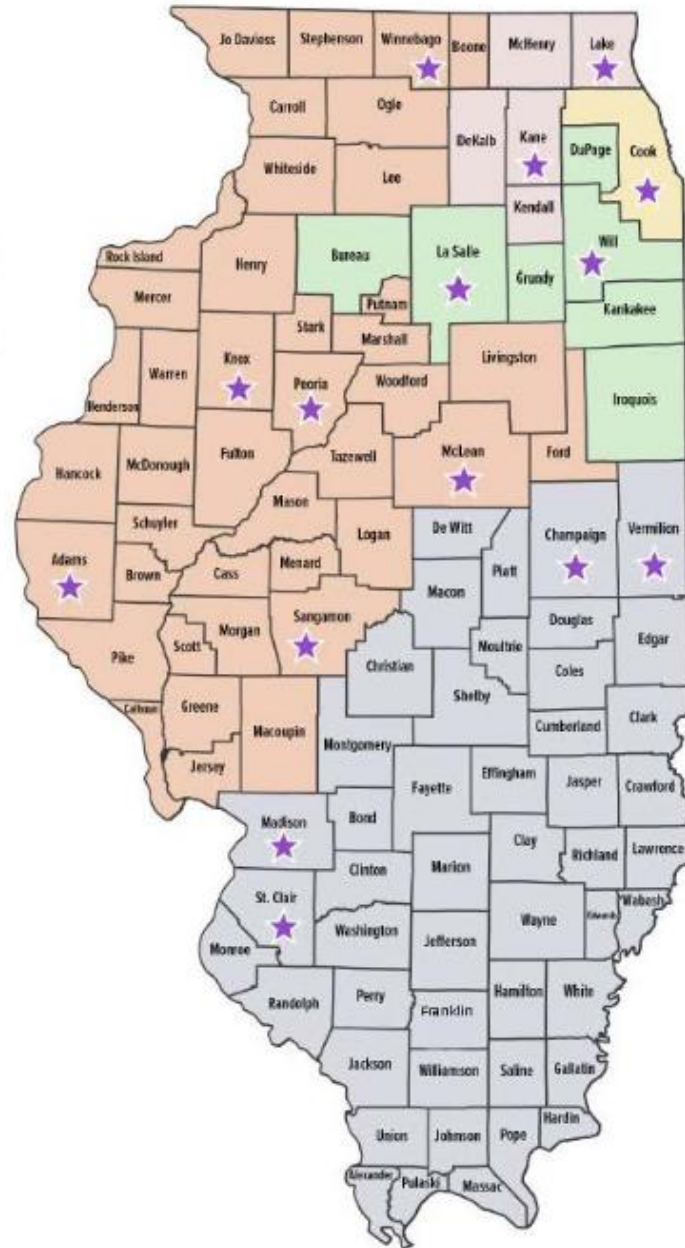 Jo Daviess
Stephenson
Winnebago
Boone
McHenry
Lake
Carroll
Ogle
DeKalb
Kane
DuPage
Cook
Whiteside
Lee
Kendall
Rock Island
Henry
Bureau
La Salle
Grundy
Will
Mercer
Putnam
Kankakee
Stark
Marshall
Knox
Peoria
Warren
Henderson
Woodford
Livingston
Iroquois
Hancock
McDonough
Fulton
Tazewell
McLean
Ford
Mason
Schuyler
Logan
De Witt
Champaign
Vermilion
Adams
Brown
Cass
Menard
Piatt
Macon
Sangamon
Morgan
Scott
Pike
Douglas
Edgar
Moultrie
Christian
Coles
Shelby
Calhoun
Greene
Macoupin
Montgomery
Cumberland
Clark
Jersey
Effingham
Jasper
Crawford
Fayette
Madison
Bond
Clay
Richland
Lawrence
Clinton
Marion
St. Clair
Wabash
Wayne
Edwards
Washington
Jefferson
Monroe
Randolph
Perry
Hamilton
White
Franklin
Jackson
Williamson
Saline
Gallatin
Union
Johnson
Pope
Hardin
Alexander
Pulaski
Massac